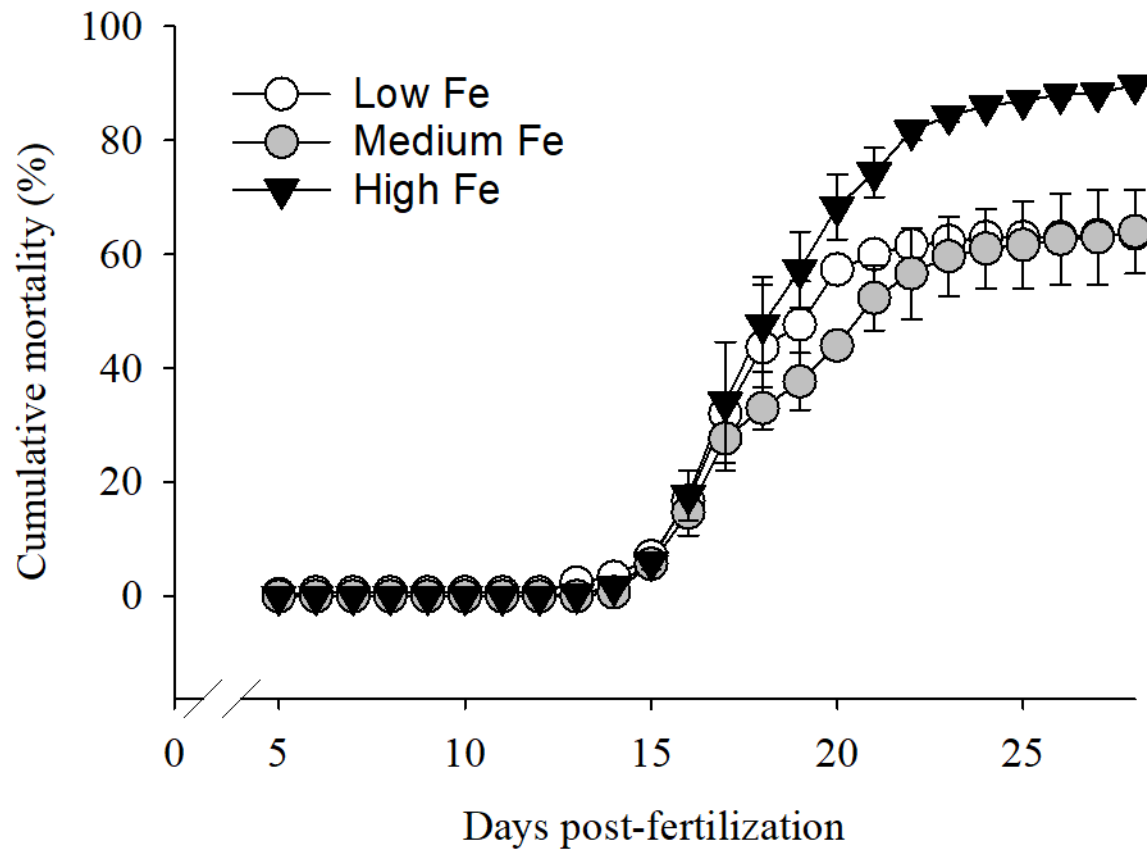 100
80
60
40
20
0
Cumulative mortality (%)
Low Fe
Medium Fe
High Fe
0 5 10 15 20 25
Days post-fertilization